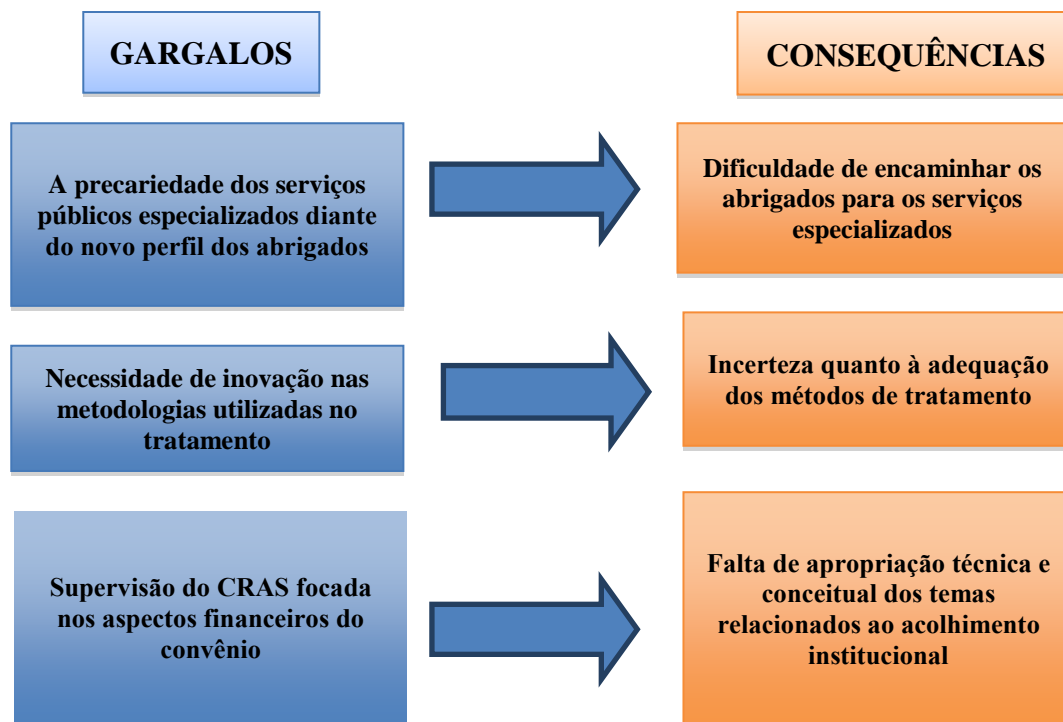 GARGALOS
CONSEQUÊNCIAS
A precariedade dos serviços
públicos especializados diante
do novo perfil dos abrigados
Dificuldade de encaminhar os
abrigados para os serviços
especializados
Necessidade de inovação nas
metodologias utilizadas no
tratamento
Incerteza quanto à adequação
dos métodos de tratamento
Supervisão do CRAS focada
nos aspectos financeiros do
convênio
Falta de apropriação técnica e
conceitual dos temas
relacionados ao acolhimento
institucional